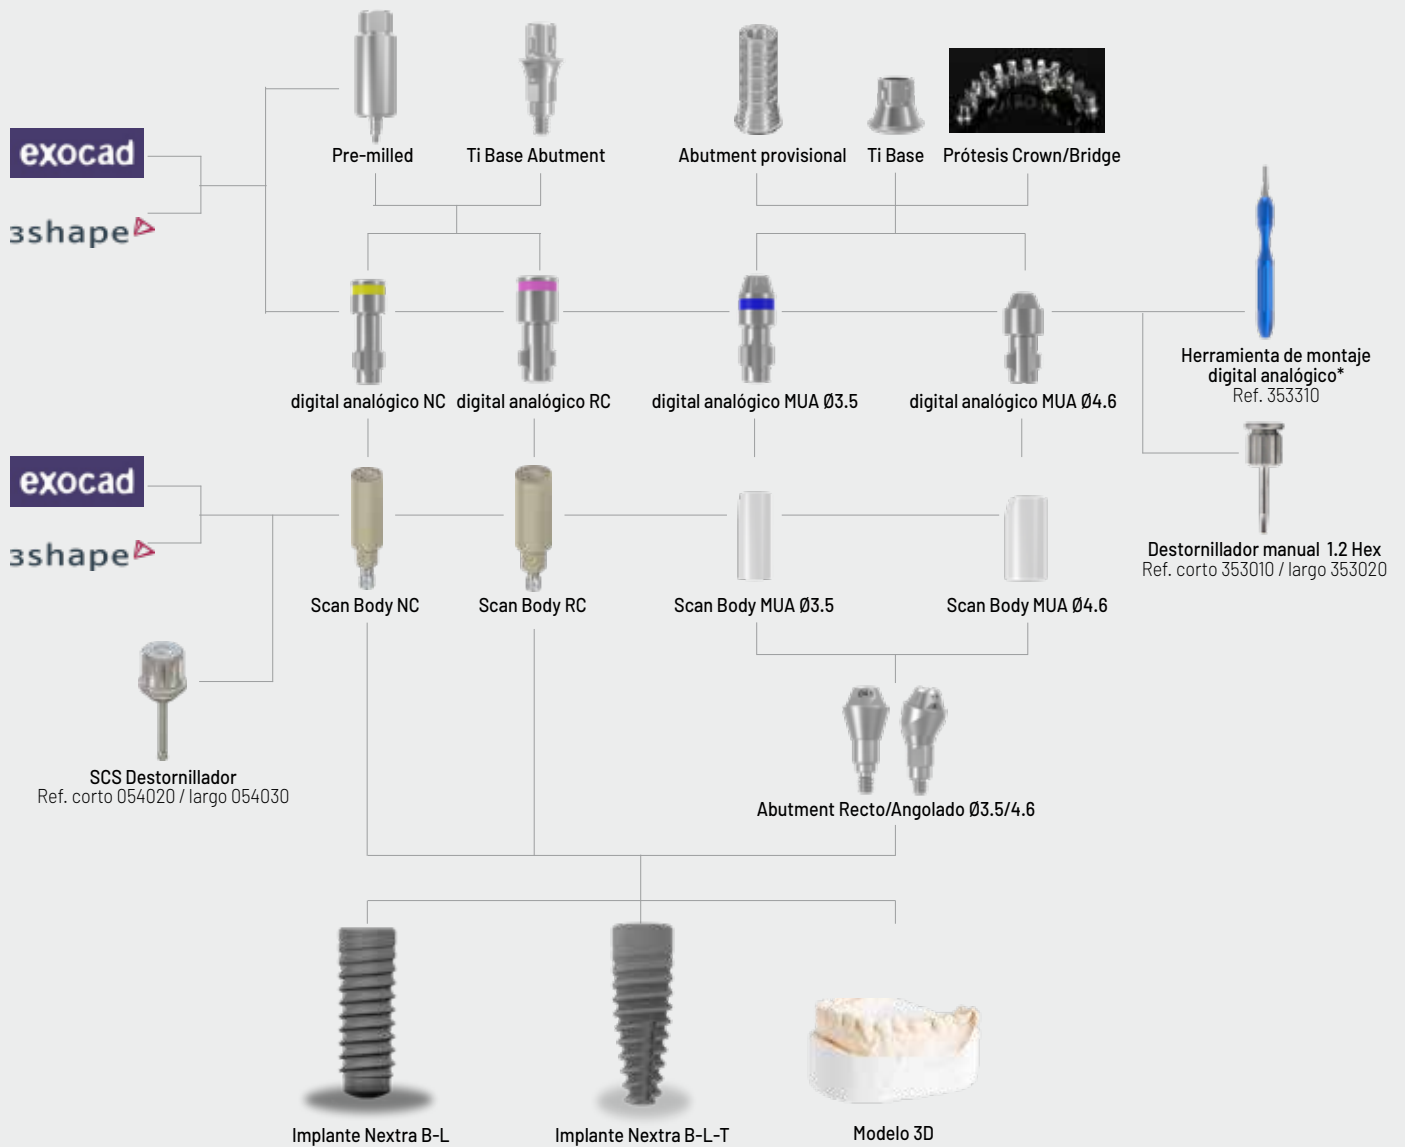 Pre-milled
Ti Base Abutment
Abutment provisional
Ti Base
Prótesis Crown/Bridge
exocad
3shape
digital analógico NC
digital analógico RC
digital analógico MUA Ø3.5
digital analógico MUA Ø4.6
Herramienta de montaje
digital analógico*
Ref. 353310
exocad
3shape
Scan Body NC
Scan Body RC
Scan Body MUA Ø3.5
Scan Body MUA Ø4.6
Destornillador manual 1.2 Hex
Ref. corto 353010 / largo 353020
SCS Destornillador
Ref. corto 054020 / largo 054030
Abutment Recto/Angolado Ø3.5/4.6
Implante Nextra B-L
Implante Nextra B-L-T
Modelo 3D